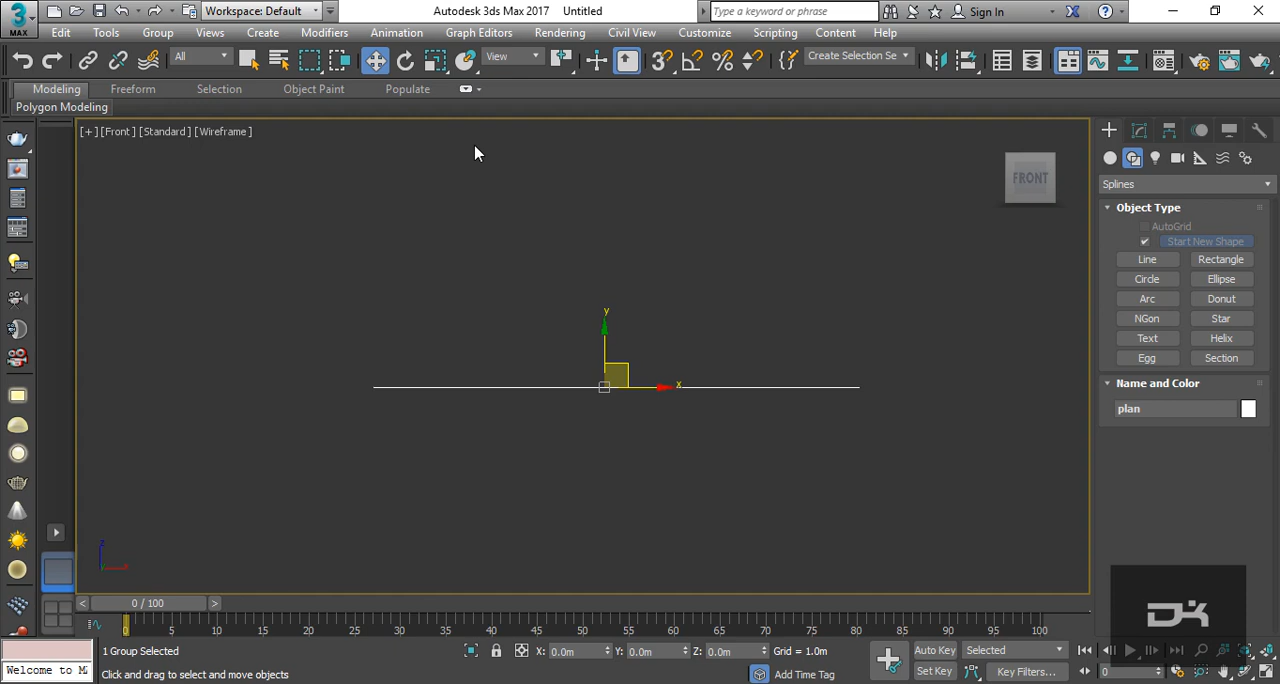 3 MAX Workspace: Default Autodesk 3ds Max 2017 Untitled Type a keyword or phrase Sign In
Edit Tools Group Views Create Modifiers Animation Graph Editors Rendering Civil View Customize Scripting Content Help
All View Create Selection Se
Modeling Freeform Selection Object Paint Populate
Polygon Modeling
[+] [Front ] [Standard ] [Wireframe ]
FRONT
Splines
Object Type
AutoGrid
Start New Shape
Line Rectangle
Circle Ellipse
Arc Donut
NGon Star
Text Helix
Egg Section
Name and Color
plan
y
x
z
x
DK
< 0 / 100 >
0 5 10 15 20 25 30 35 40 45 50 55 60 65 70 75 80 85 90 95 100
1 Group Selected X: 0.0m Y: 0.0m Z: 0.0m Grid = 1.0m Auto Key Selected
Welcome to M Click and drag to select and move objects Add Time Tag Set Key Key Filters... 0